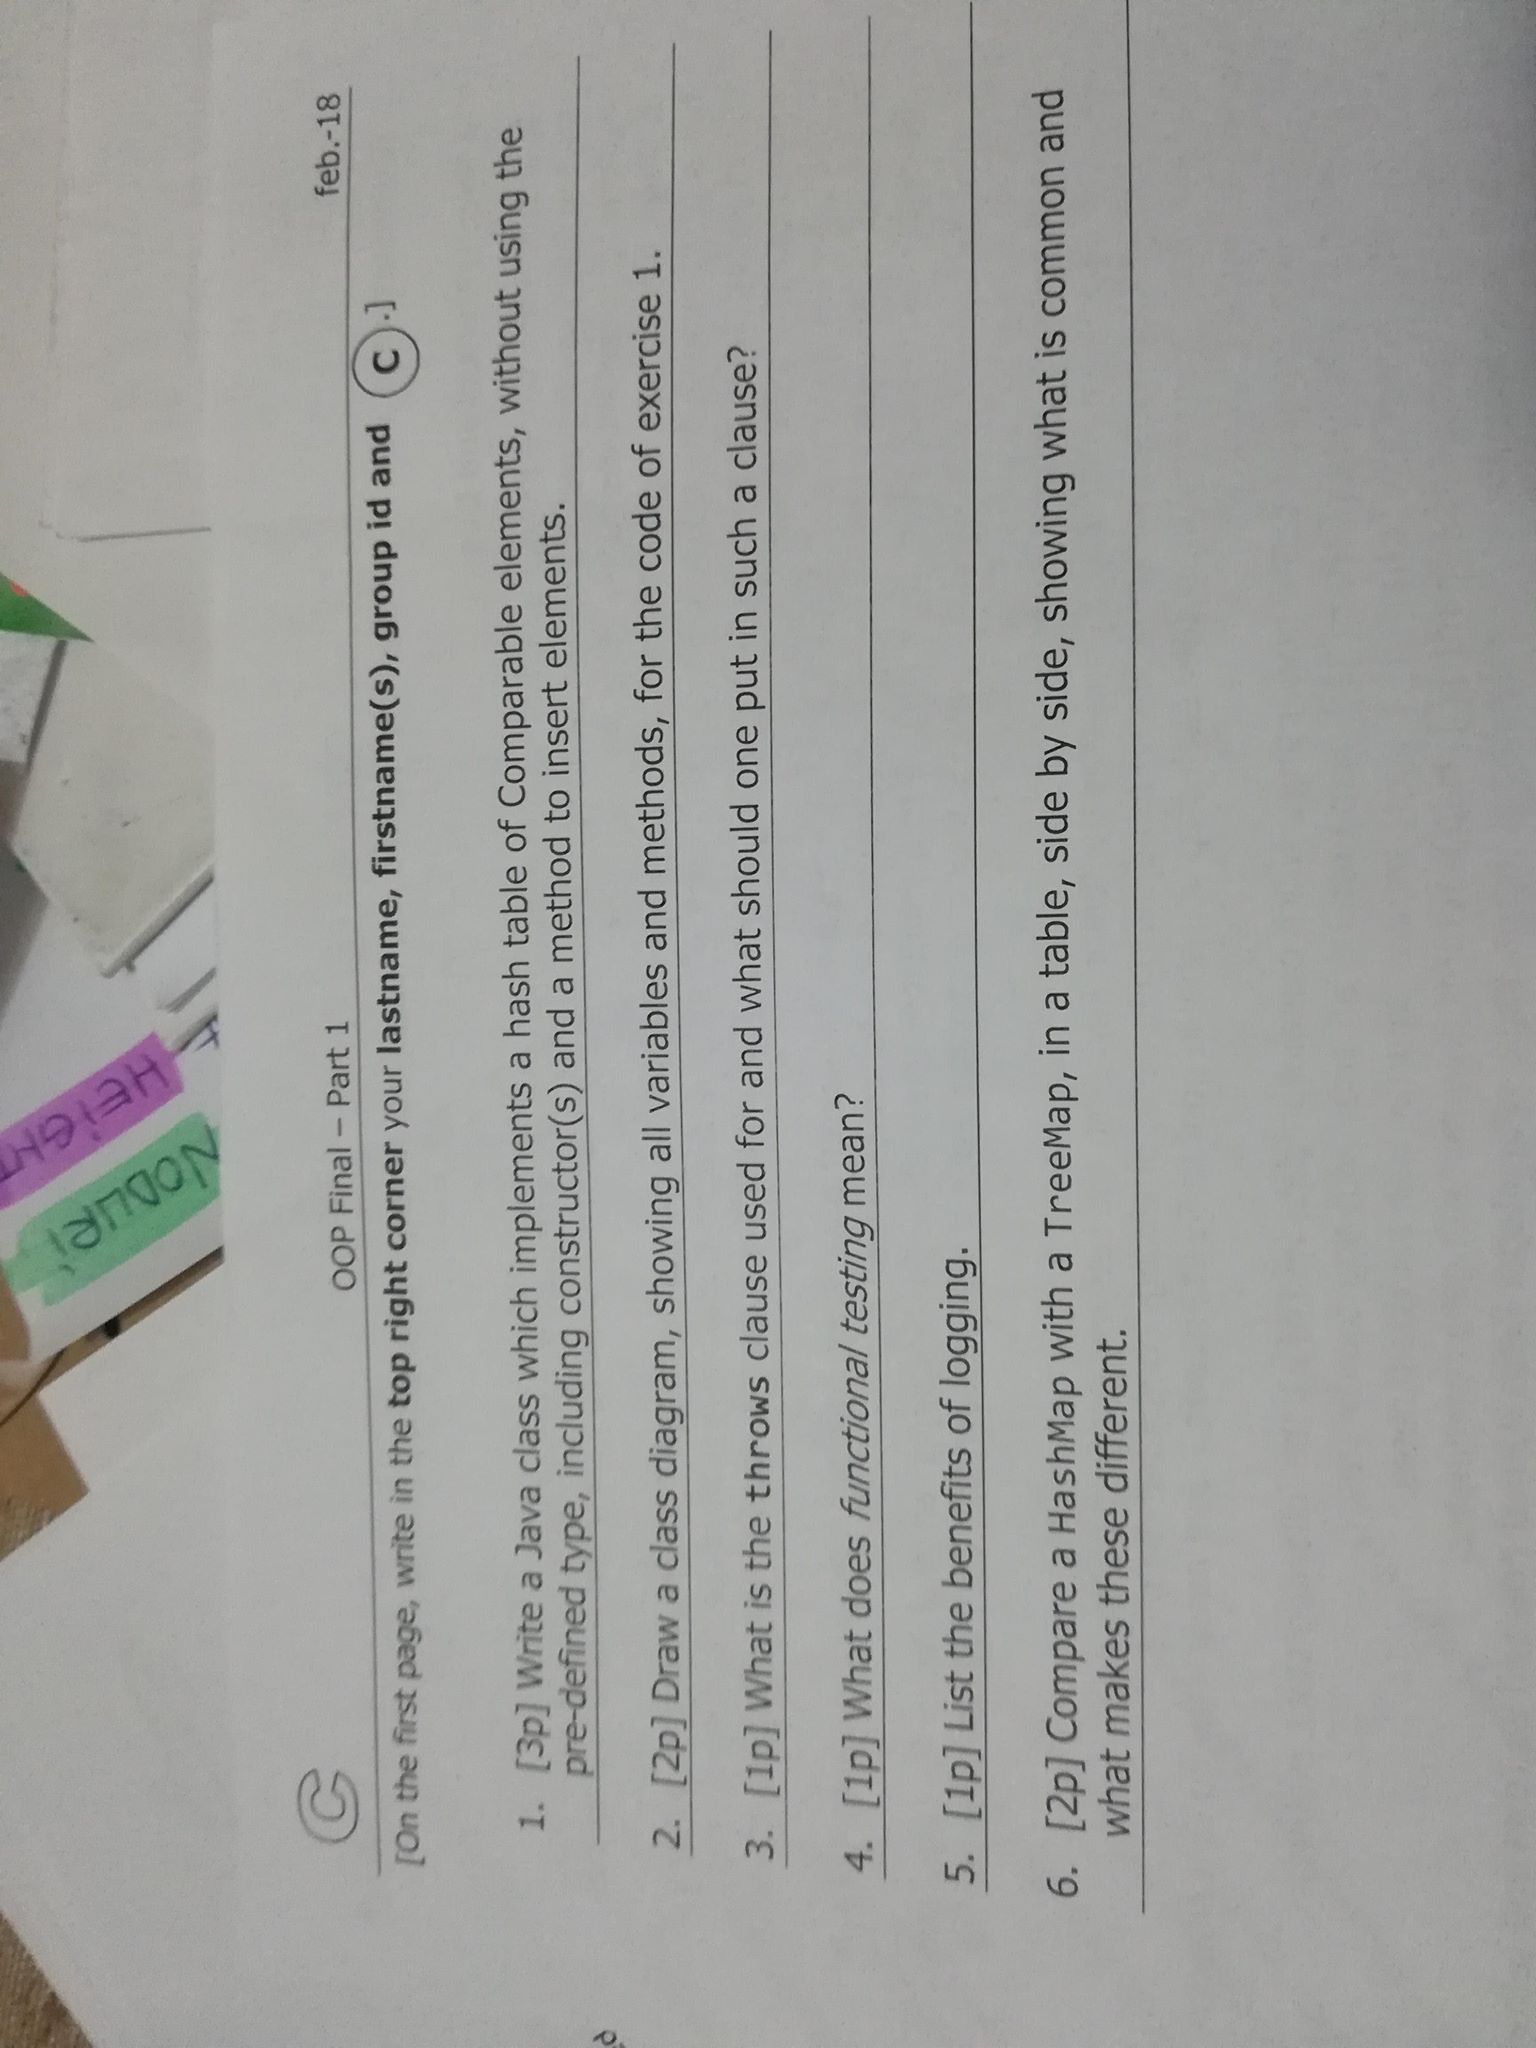 C
OOP Final – Part 1 feb.-18
[On the first page, write in the top right corner your lastname, firstname(s), group id and C.]
1. [3p] Write a Java class which implements a hash table of Comparable elements, without using the
pre-defined type, including constructor(s) and a method to insert elements.
2. [2p] Draw a class diagram, showing all variables and methods, for the code of exercise 1.
3. [1p] What is the throws clause used for and what should one put in such a clause?
4. [1p] What does functional testing mean?
5. [1p] List the benefits of logging.
6. [2p] Compare a HashMap with a TreeMap, in a table, side by side, showing what is common and
what makes these different.
HEIGHT
NODURI